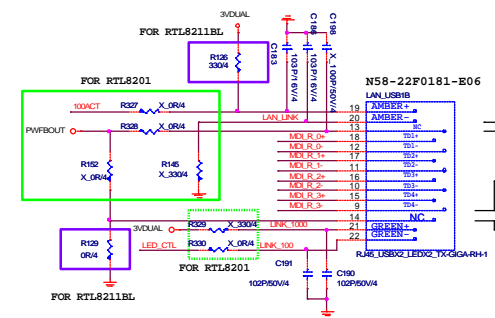 3VDUAL
FOR RTL8211BL
R126
330/4
C183
103P/16V/4
C186
103P/16V/4
C198
X_100P/50V/4
FOR RTL8201
N58-22F0181-E06
LAN_USB1B
100ACT
R327
X_0R/4
LAN_LINK
19
AMBER+
20
AMBER-
PWFBOUT
R328
X_0R/4
13
NC
MDI_R_0+
18
TD1+
MDI_R_0-
12
TD1-
MDI_R_1+
17
TD2+
R152
X_0R/4
R145
X_330/4
MDI_R_1-
11
TD2-
MDI_R_2+
16
TD3+
MDI_R_2-
10
TD3-
MDI_R_3+
15
TD4+
MDI_R_3-
9
TD4-
14
NC
3VDUAL
R329
X_330/4
LINK_1000
21
GREEN+
R129
0R/4
LED_CTL
R330
X_0R/4
LINK_100
22
GREEN-
RJ45_USBX2_LEDX2_TX-GIGA-RH-1
FOR RTL8201
C191
102P/50V/4
C190
102P/50V/4
FOR RTL8211BL